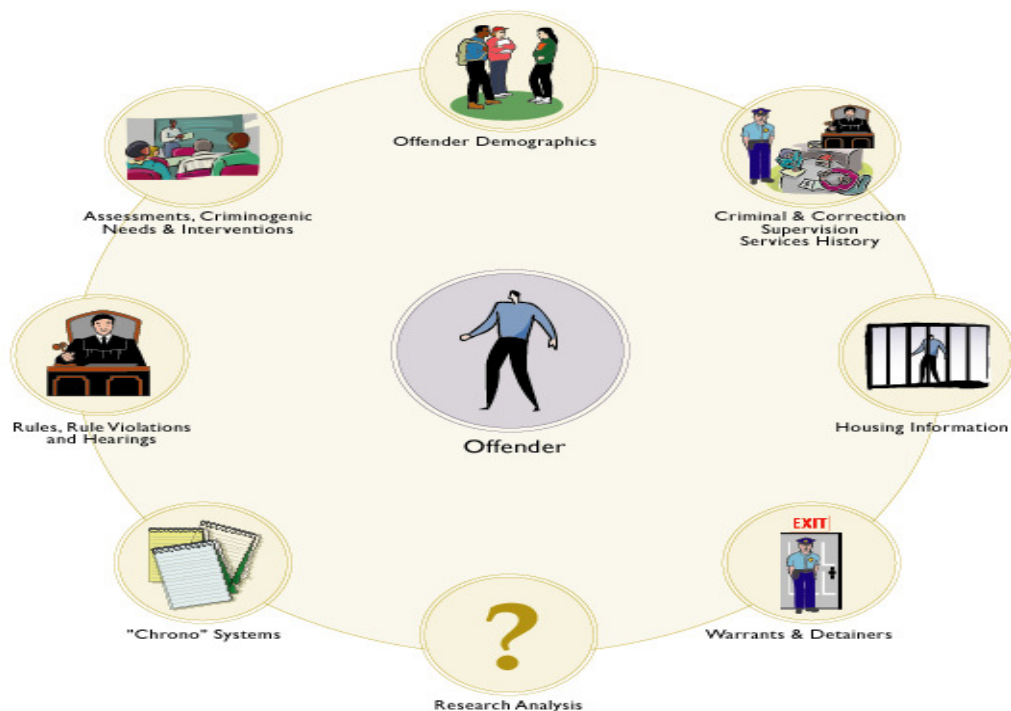 Offender Demographics
Assessments, Criminogenic
Needs & Interventions
Criminal & Correction
Supervision
Services History
Rules, Rule Violations
and Hearings
Offender
Housing Information
"Chrono" Systems
EXIT
Warrants & Detainers
?
Research Analysis